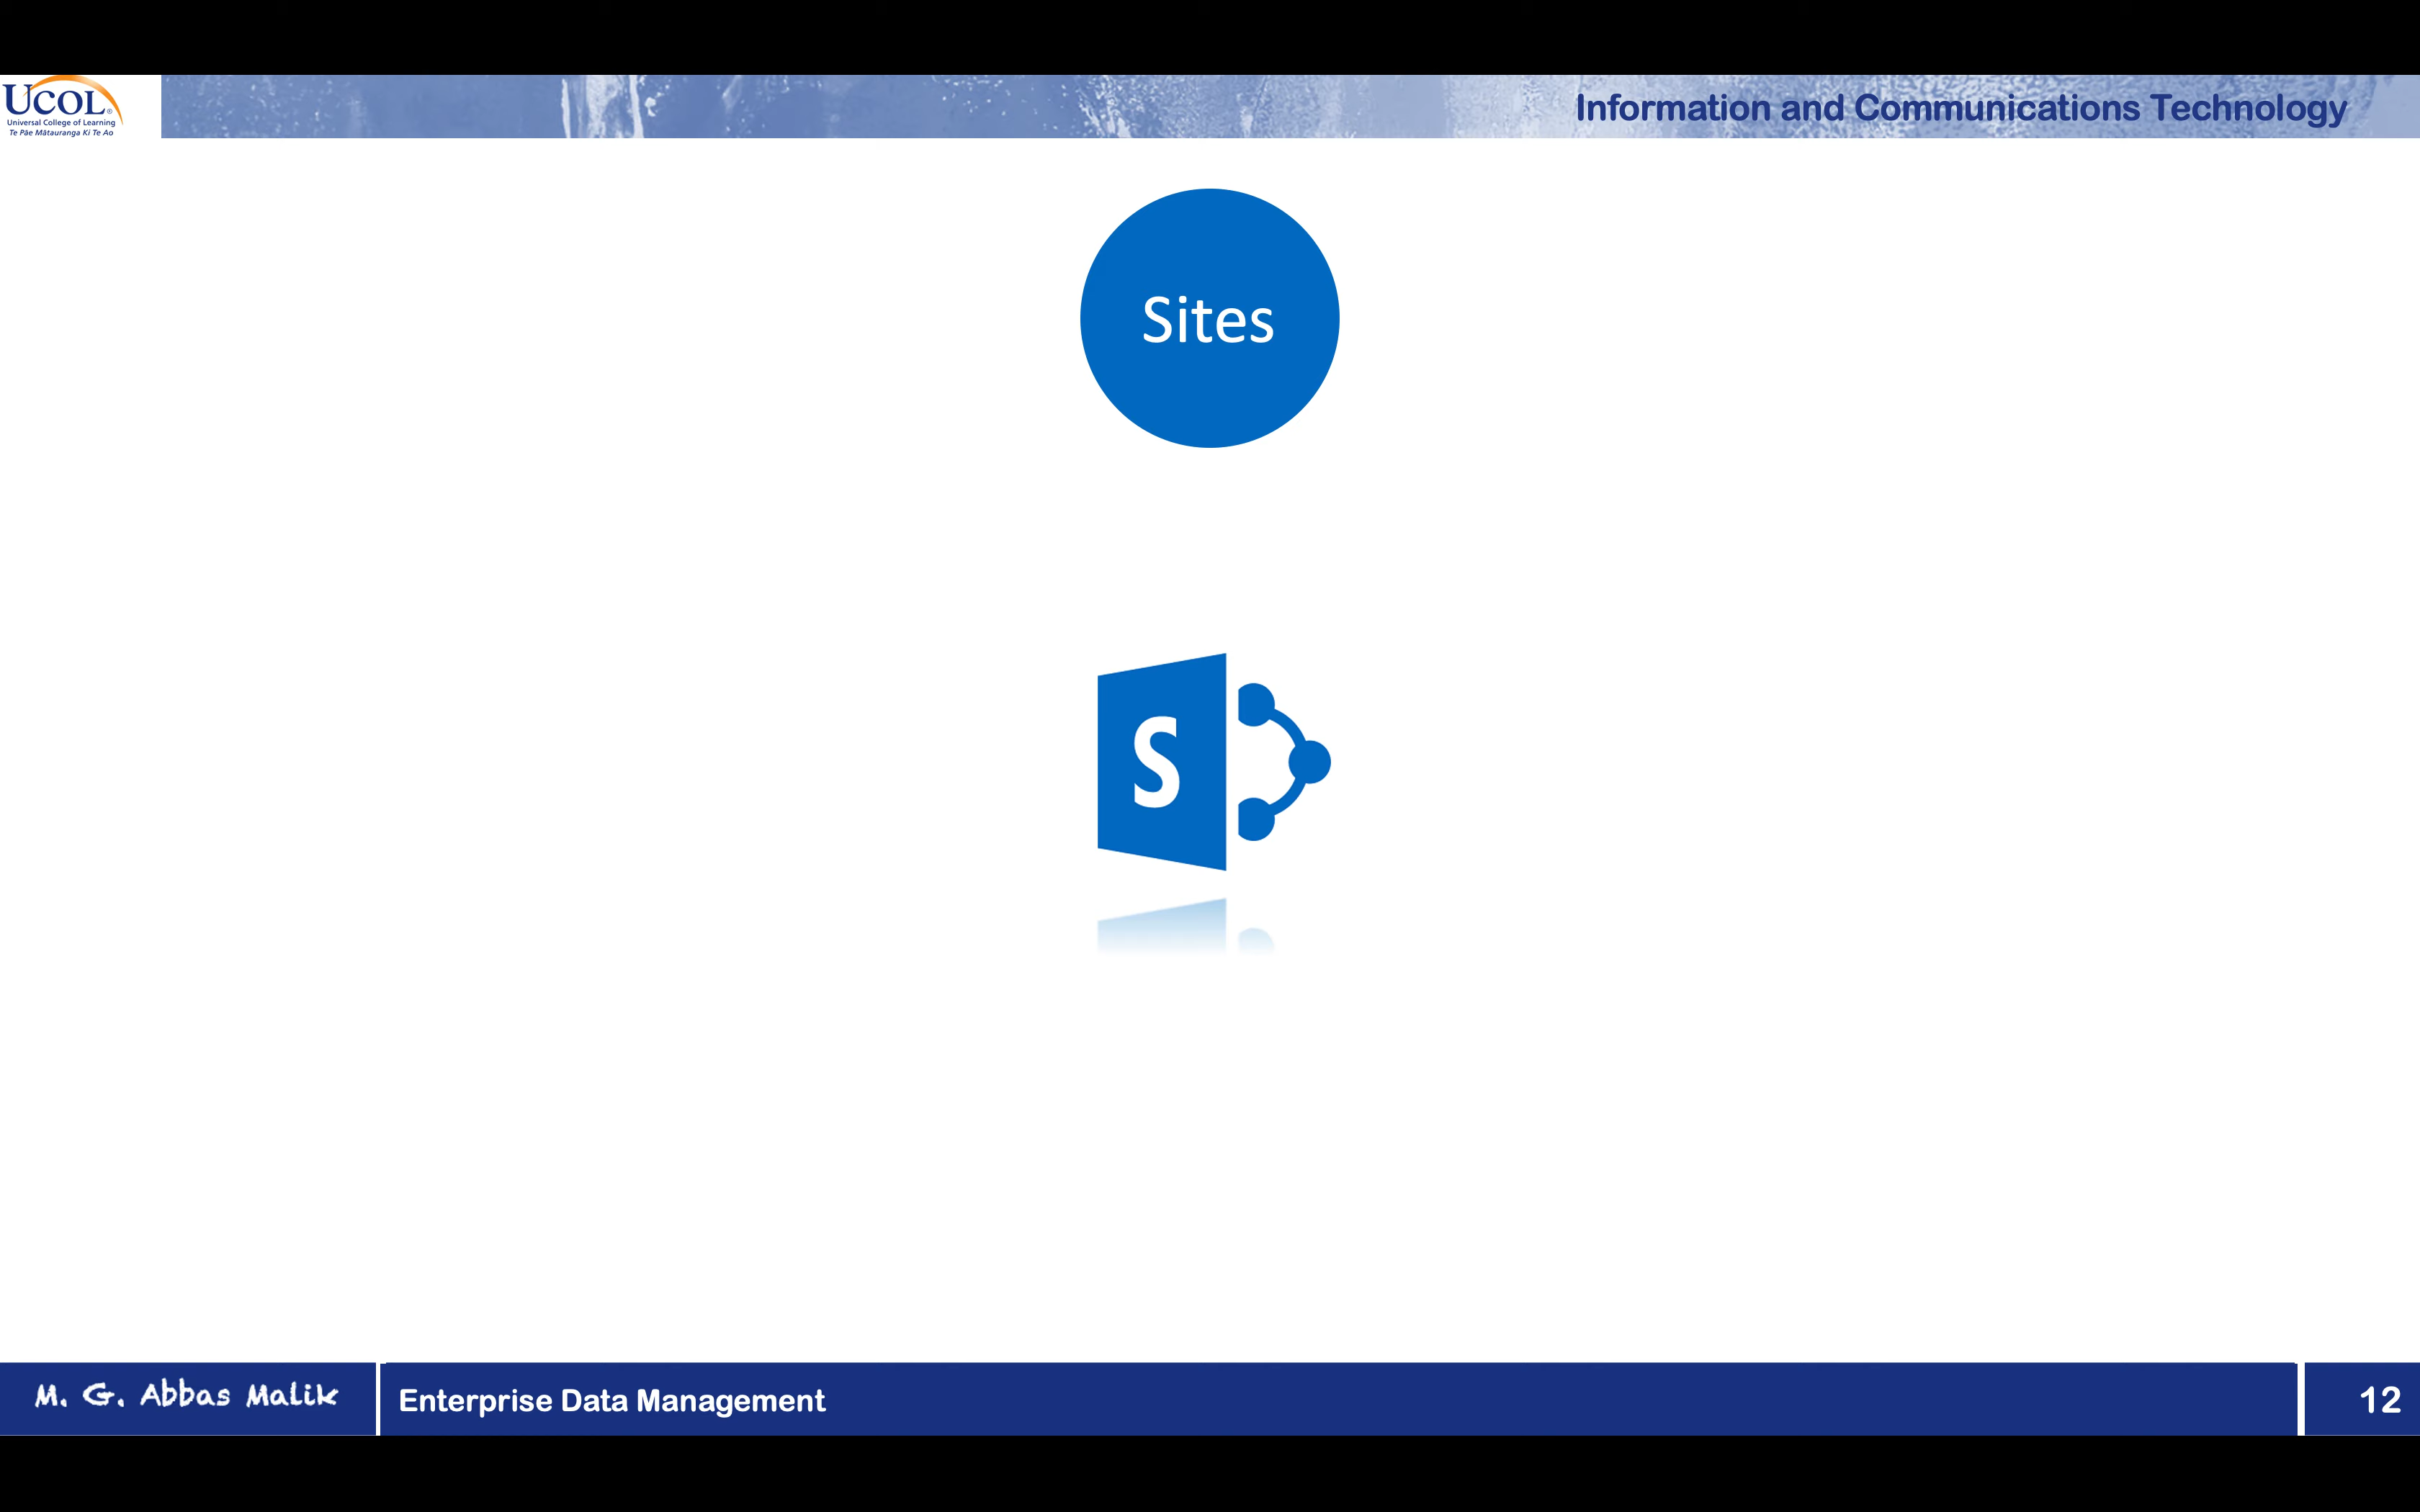 UCOL®
Universal College of Learning
Te Pae Mātauranga Ki Te Ao
Information and Communications Technology
Sites
S
M. G. Abbas Malik
Enterprise Data Management
12